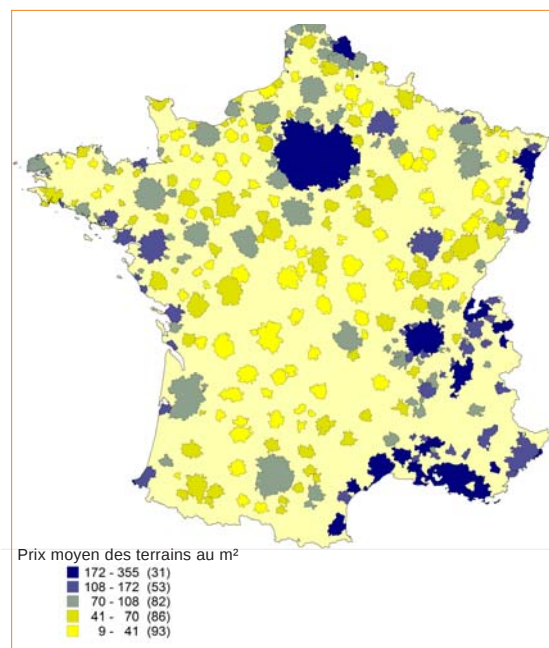 Prix moyen des terrains au m²
172 - 355 (31)
108 - 172 (53)
70 - 108 (82)
41 - 70 (86)
9 - 41 (93)